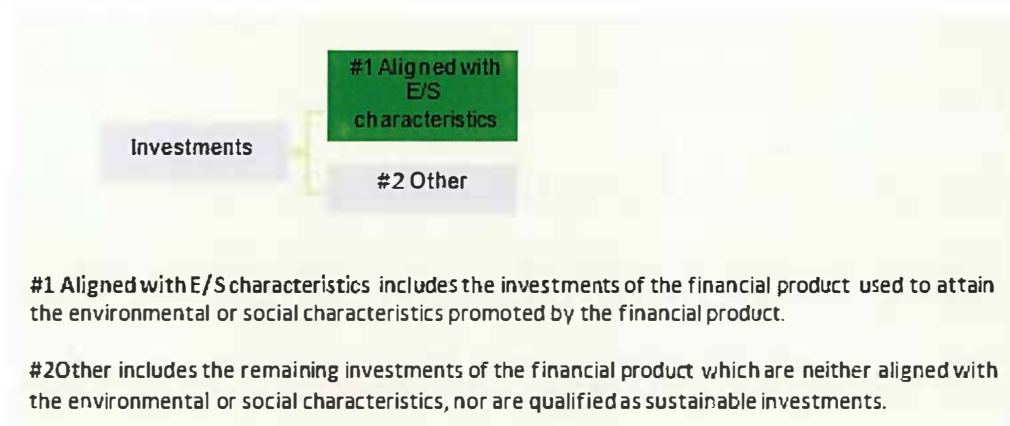 #1 Aligned with
E/S
characteristics
Investments
#2 Other
#1 Aligned with E/S characteristics includes the investments of the financial product used to attain
the environmental or social characteristics promoted by the financial product.
#2Other includes the remaining investments of the financial product which are neither aligned with
the environmental or social characteristics, nor are qualified as sustainable investments.